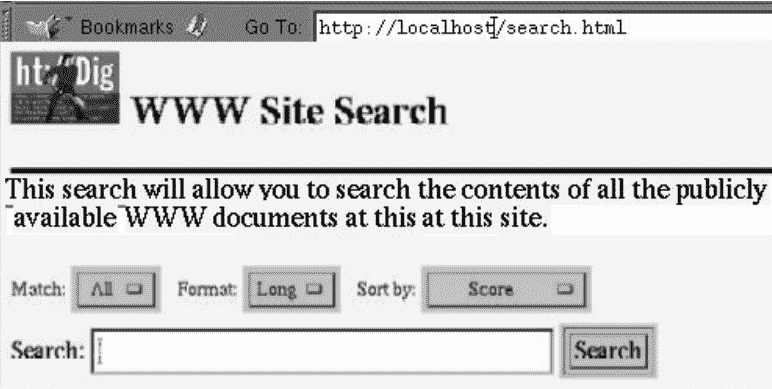 Bookmarks Go To: http://localhost/search.html
ht://Dig WWW Site Search
This search will allow you to search the contents of all the publicly
available WWW documents at this at this site.
Match: All Format: Long Sort by: Score
Search: Search